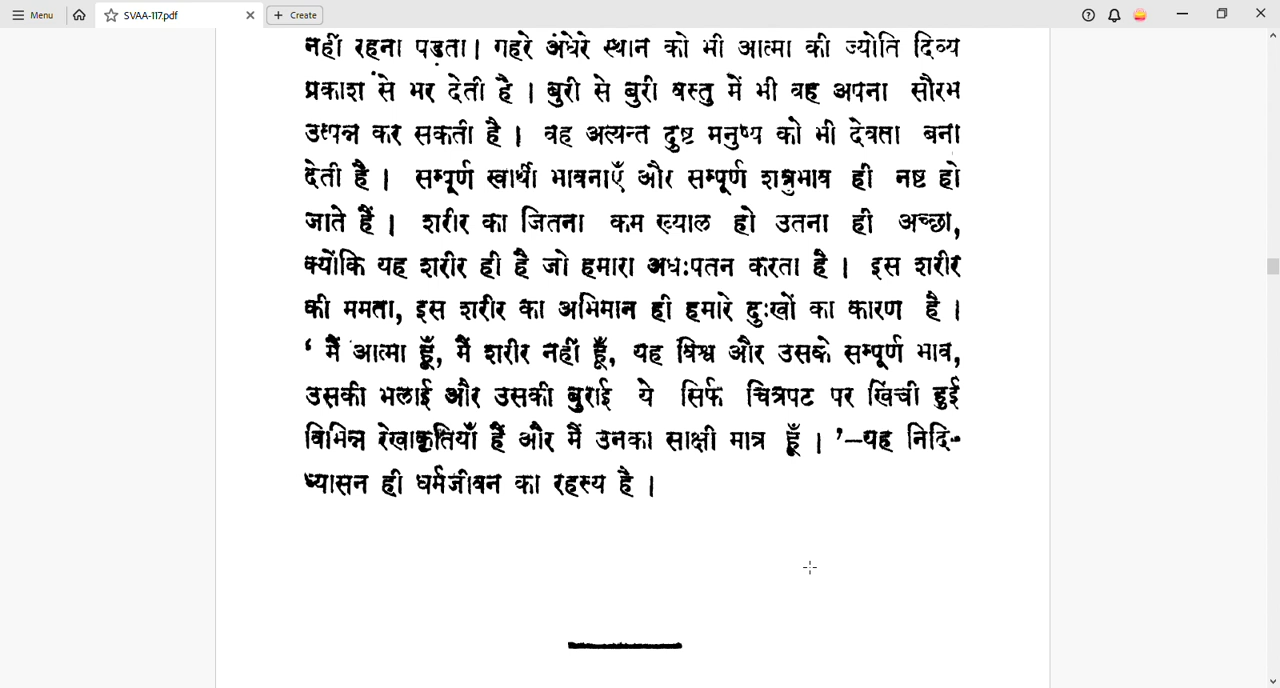 Menu
SVAA-117.pdf
Create
नहीं रहना पड़ता। गहरे अंधेरे स्थान को भी आत्मा की ज्योति दिव्य
प्रकाश से भर देती है। बुरी से बुरी वस्तु में भी वह अपना सौरभ
उत्पन्न कर सकती है। वह अत्यन्त दुष्ट मनुष्य को भी देवता बना
देती है। सम्पूर्ण स्वार्थी भावनाएँ और सम्पूर्ण शत्रुभाव ही नष्ट हो
जाते हैं। शरीर का जितना कम ख्याल हो उतना ही अच्छा,
क्योंकि यह शरीर ही है जो हमारा अधःपतन करता है। इस शरीर
की ममता, इस शरीर का अभिमान ही हमारे दुःखों का कारण है।
‘ मैं आत्मा हूँ, मैं शरीर नहीं हूँ, यह विश्व और उसके सम्पूर्ण भाव,
उसकी भलाई और उसकी बुराई ये सिर्फ चित्रपट पर खिंची हुई
विभिन्न रेखाकृतियाँ हैं और मैं उनका साक्षी मात्र हूँ। ’—यह निदि-
ध्यासन ही धर्मजीवन का रहस्य है।